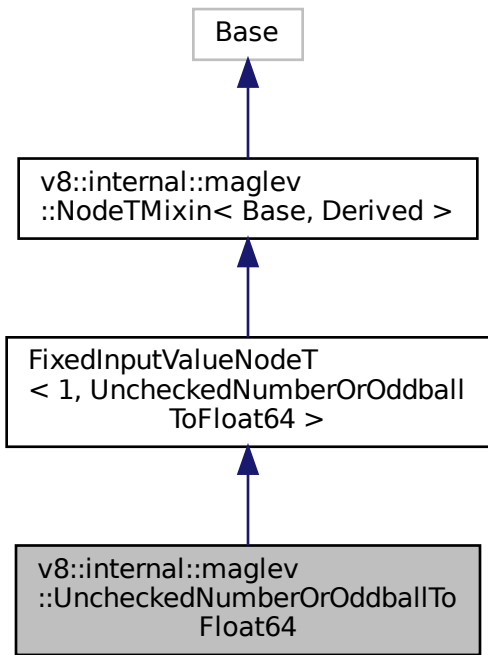 Base
v8::internal::maglev
::NodeTMixin< Base, Derived >
FixedInputValueNodeT
< 1, UncheckedNumberOrOddball
ToFloat64 >
v8::internal::maglev
::UncheckedNumberOrOddballTo
Float64